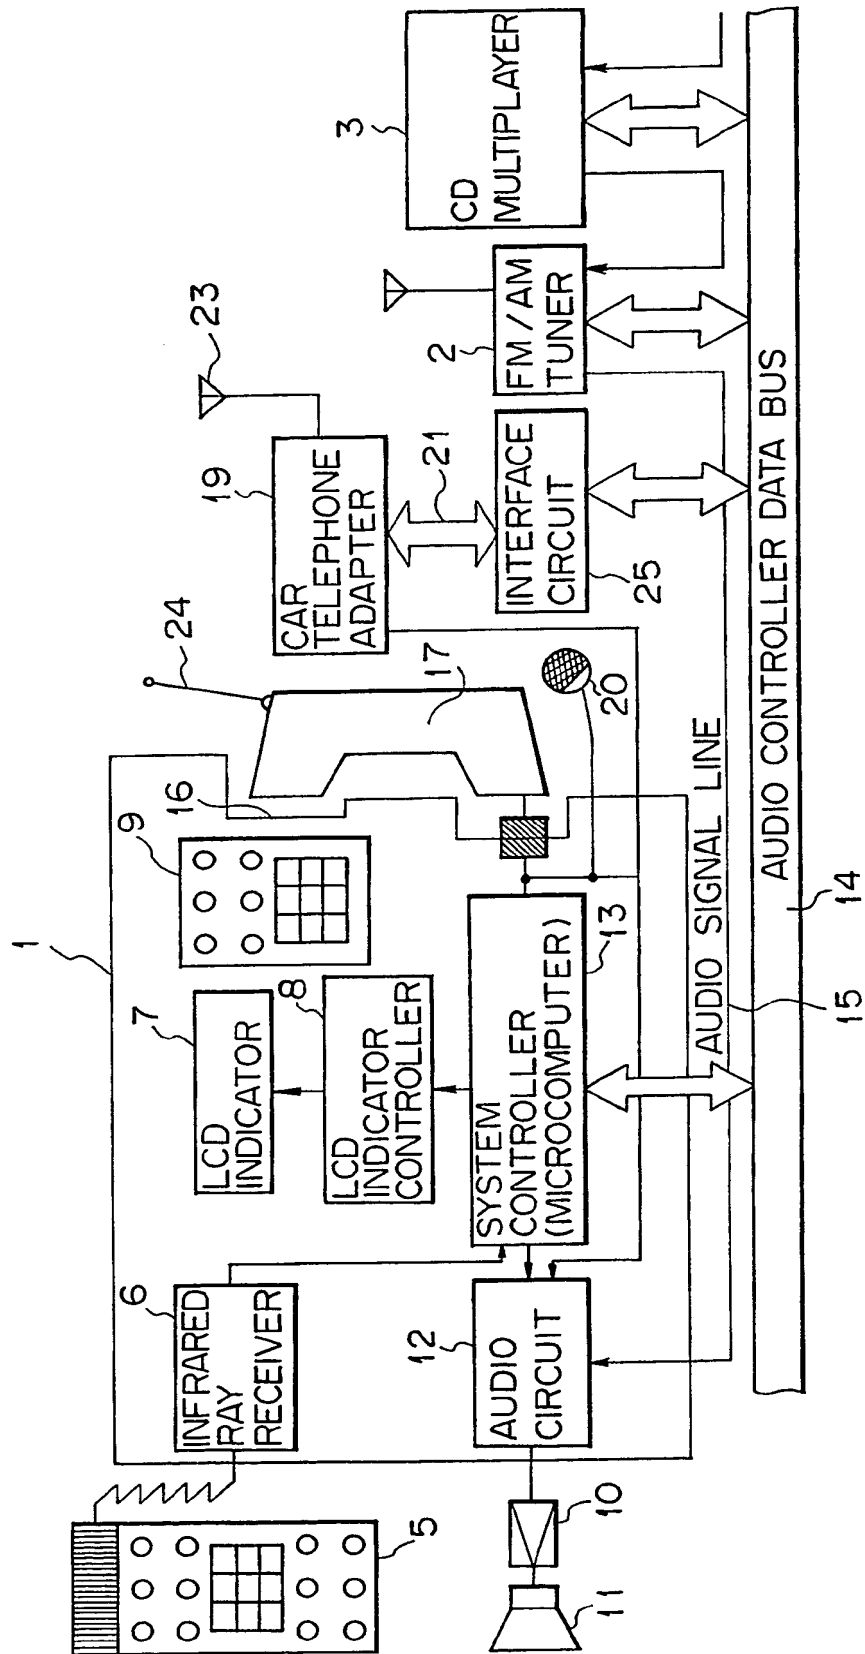 1
5
6
INFRARED
RAY
RECEIVER
7
LCD
INDICATOR
8
LCD
INDICATOR
CONTROLLER
9
16
24
17
20
19
CAR
TELEPHONE
ADAPTER
23
21
INTERFACE
CIRCUIT
25
2
FM/AM
TUNER
3
CD
MULTIPLAYER
11
10
12
AUDIO
CIRCUIT
SYSTEM
CONTROLLER
(MICROCOMPUTER)
13
AUDIO SIGNAL LINE
15
AUDIO CONTROLLER DATA BUS
14